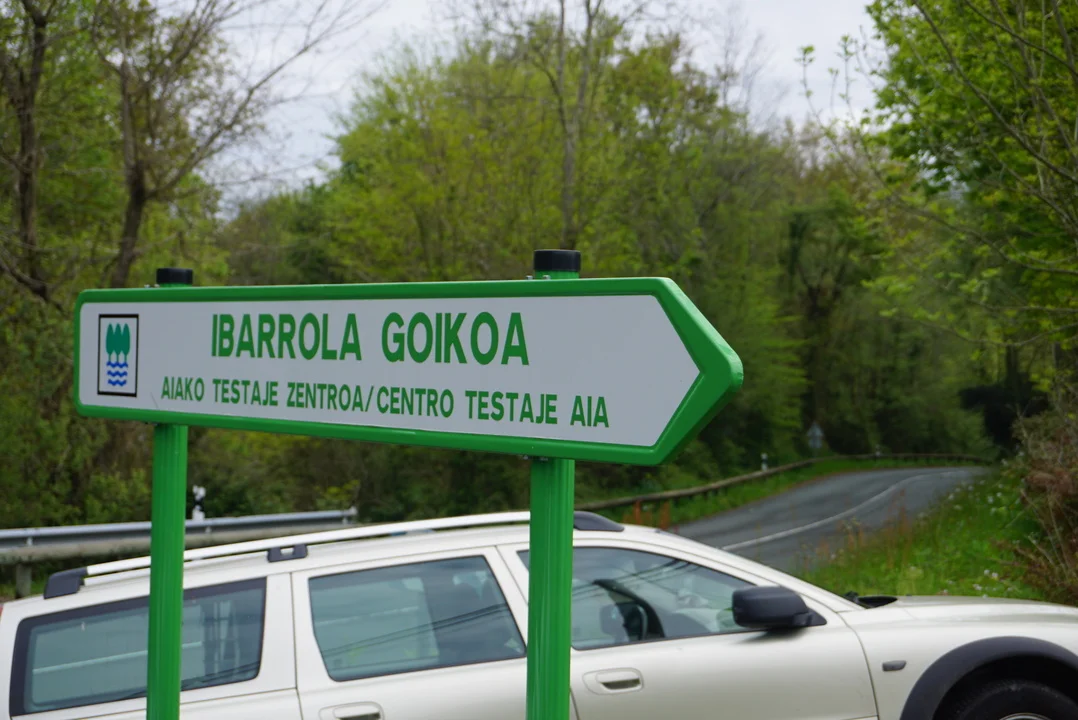 IBARROLA GOIKOA
AIAKO TESTAJE ZENTROA/CENTRO TESTAJE AIA